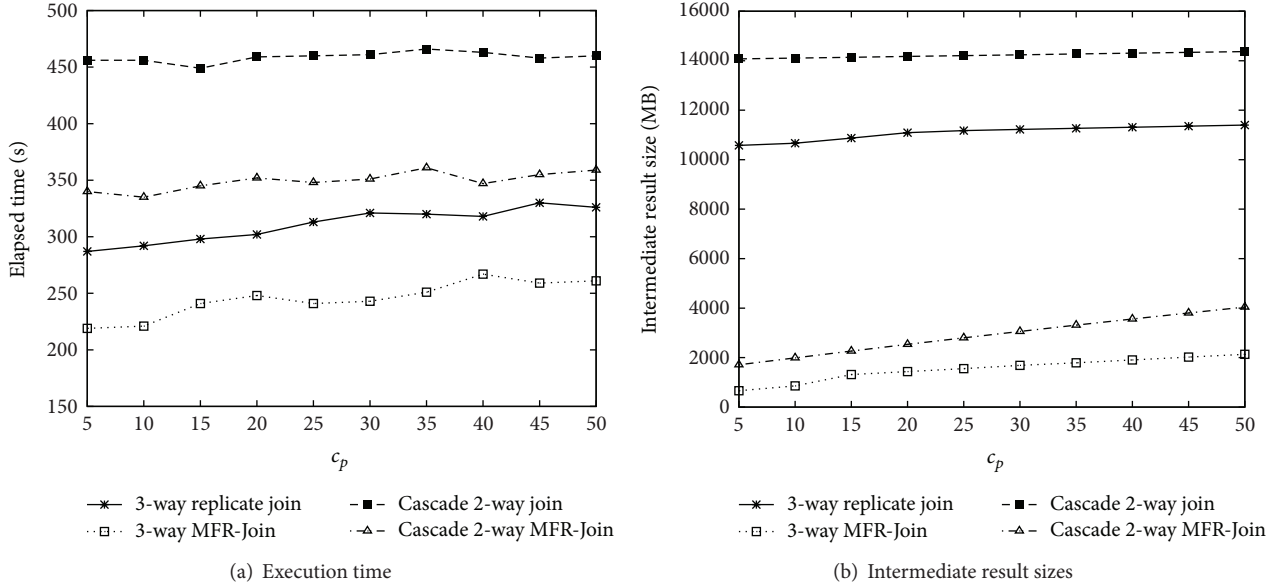 500
450
400
350
300
250
200
150
Elapsed time (s)
5 10 15 20 25 30 35 40 45 50
c_p
3-way replicate join
3-way MFR-Join
Cascade 2-way join
Cascade 2-way MFR-Join
(a) Execution time
16000
14000
12000
10000
8000
6000
4000
2000
0
Intermediate result size (MB)
5 10 15 20 25 30 35 40 45 50
c_p
3-way replicate join
3-way MFR-Join
Cascade 2-way join
Cascade 2-way MFR-Join
(b) Intermediate result sizes